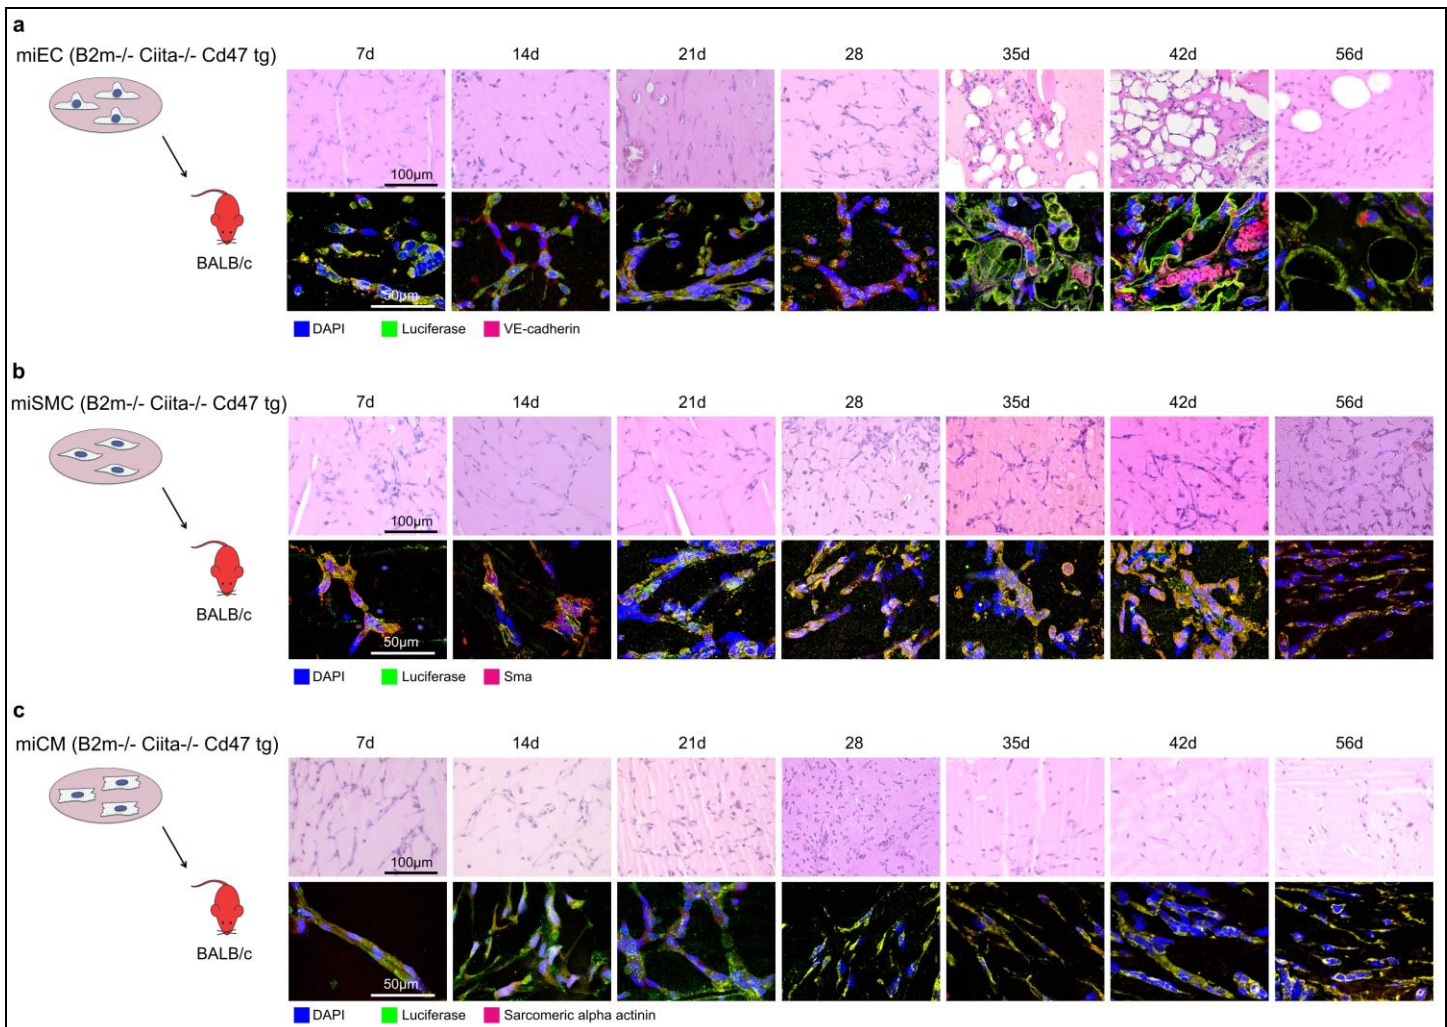 a
miEC (B2m-/- Ciita-/- Cd47 tg)
7d 14d 21d 28 35d 42d 56d
100µm
BALB/c
50µm
DAPI Luciferase VE-cadherin
b
miSMC (B2m-/- Ciita-/- Cd47 tg)
7d 14d 21d 28 35d 42d 56d
100µm
BALB/c
50µm
DAPI Luciferase Sma
c
miCM (B2m-/- Ciita-/- Cd47 tg)
7d 14d 21d 28 35d 42d 56d
100µm
BALB/c
50µm
DAPI Luciferase Sarcomeric alpha actinin